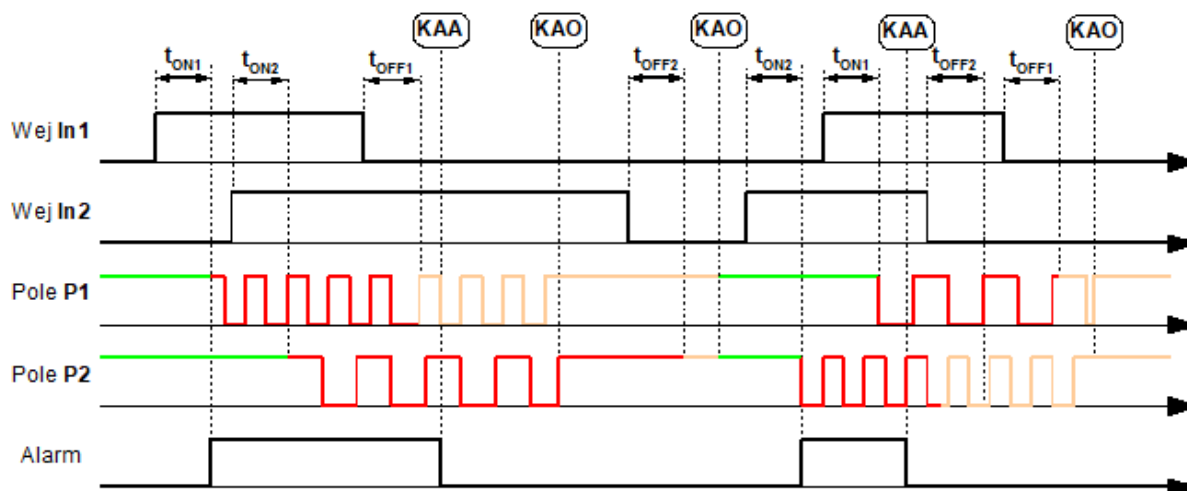 KAA KAO KAO KAA KAO
tON1 tON2 tOFF1 tOFF2 tON2 tON1 tOFF2 tOFF1
Wej In1
Wej In2
Pole P1
Pole P2
Alarm